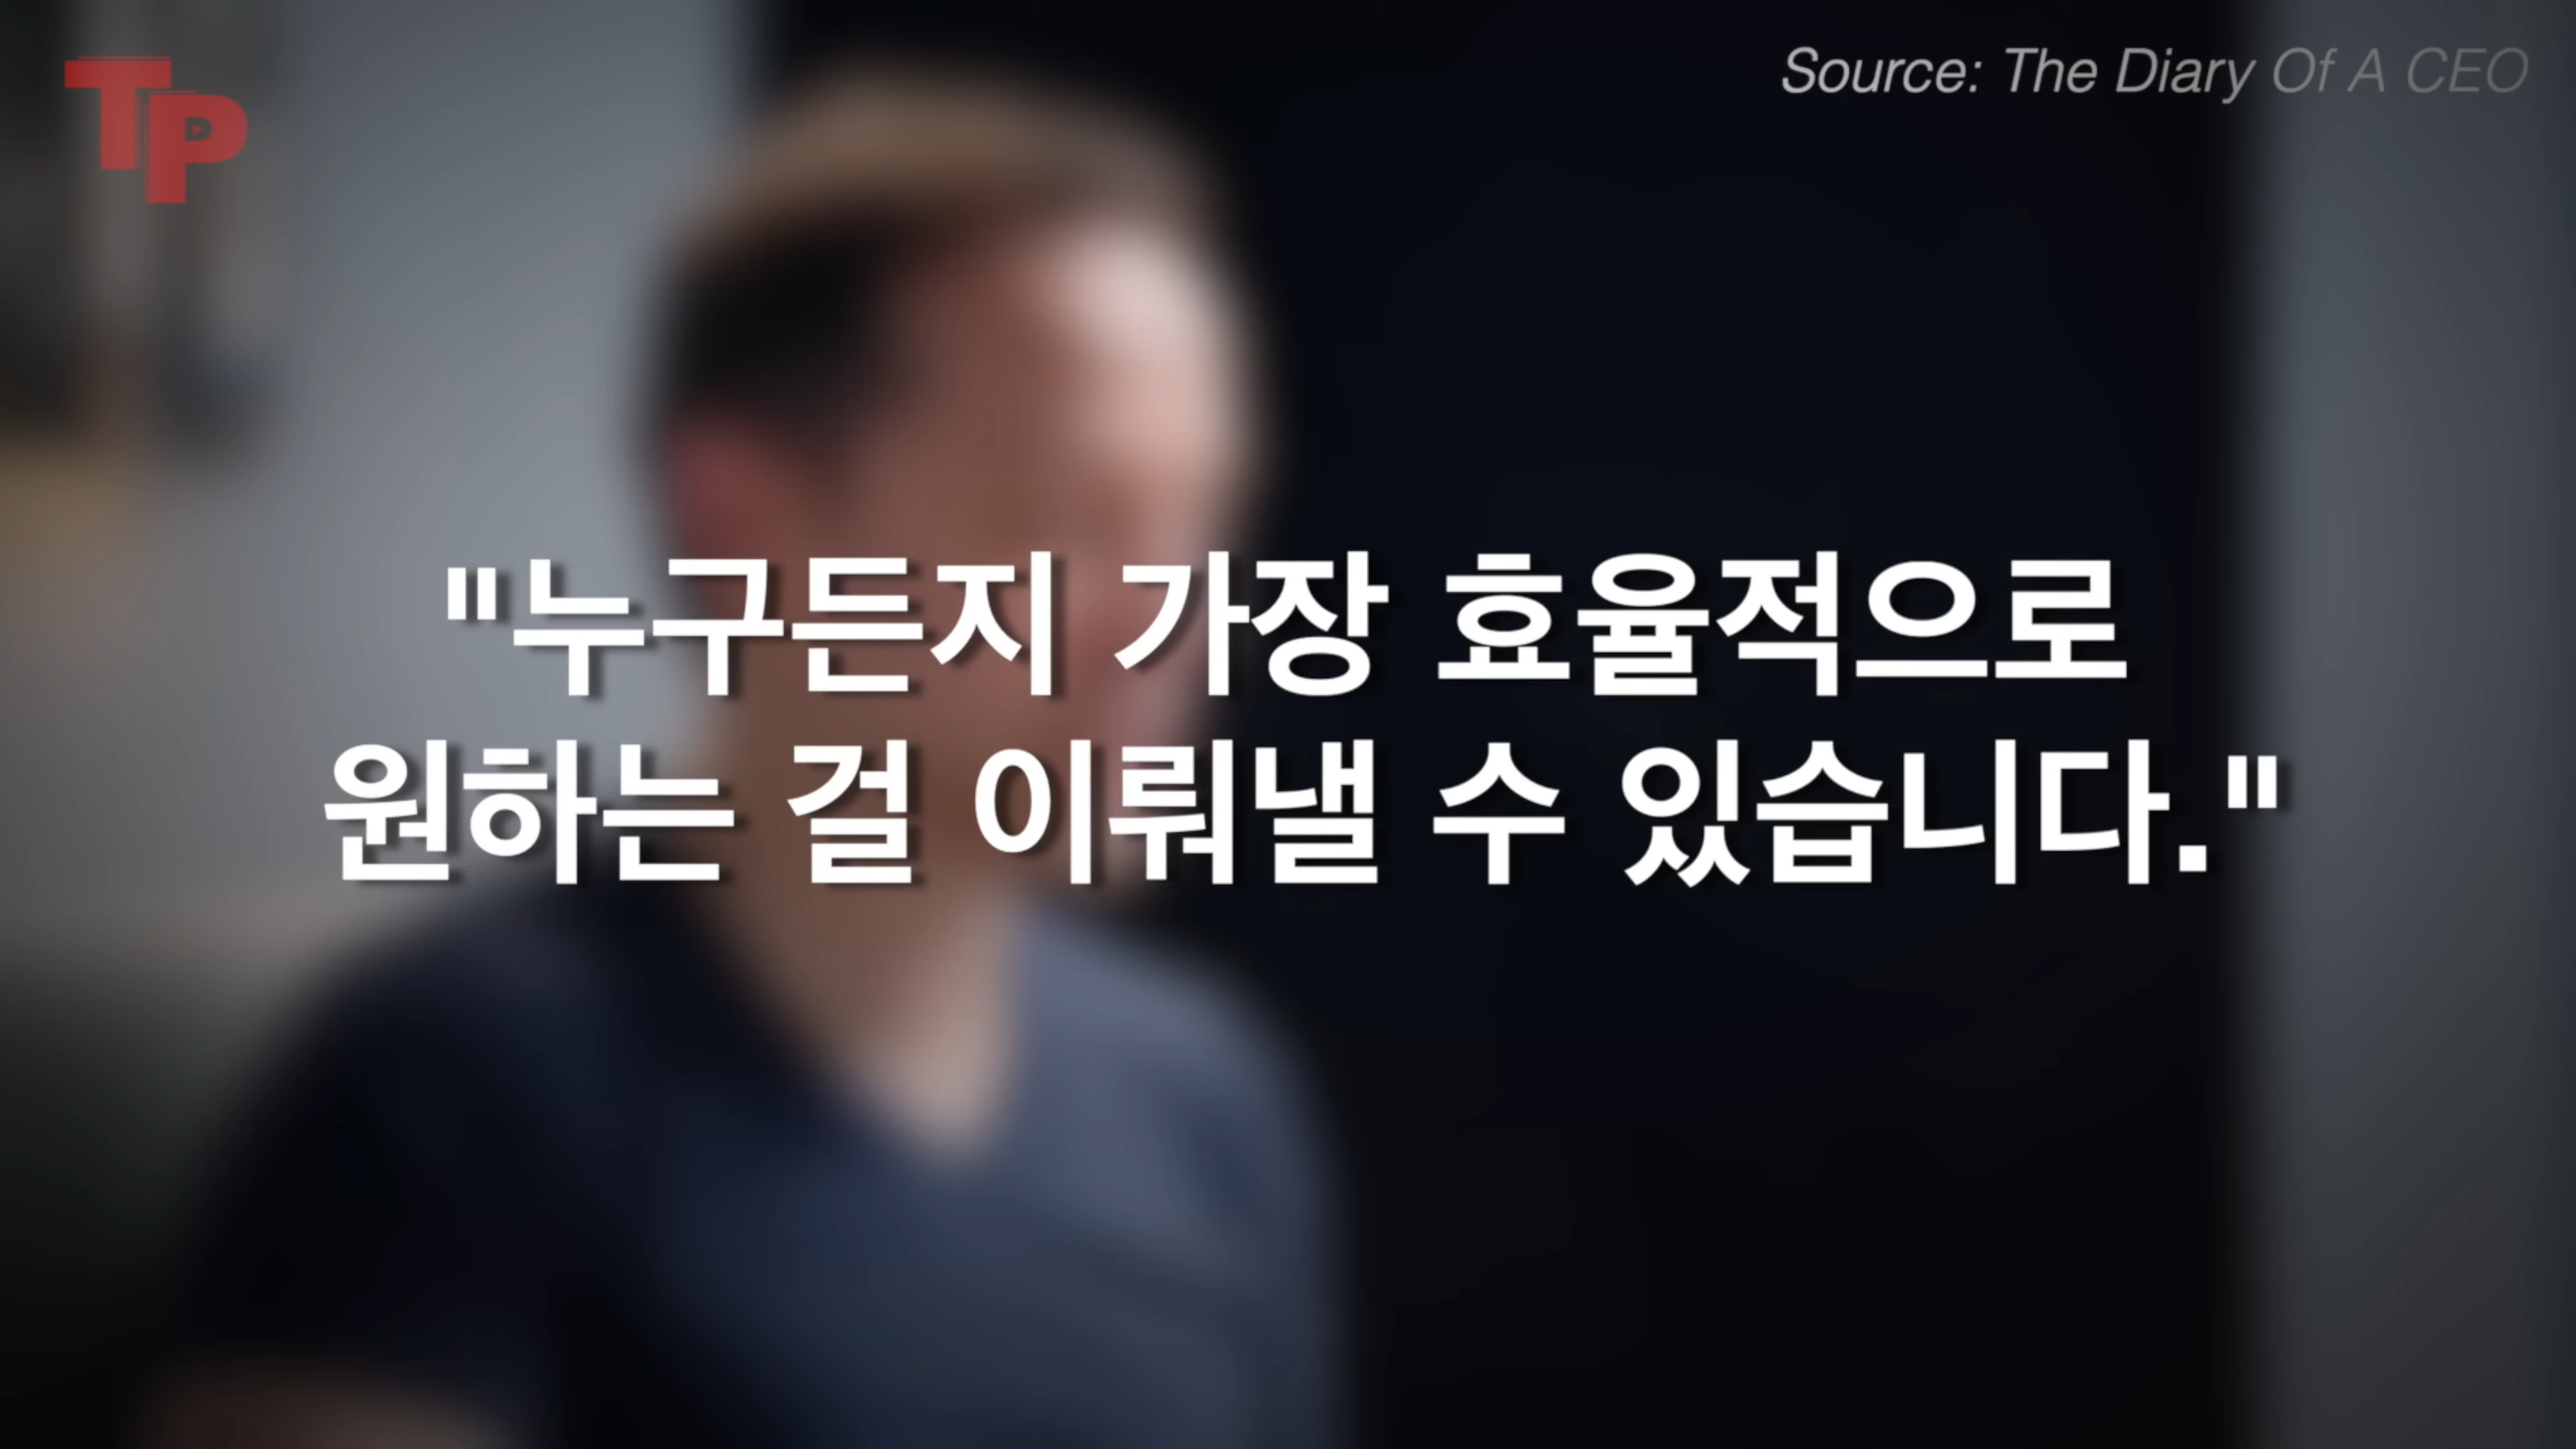 TP
Source: The Diary Of A CEO
"누구든지 가장 효율적으로
원하는 걸 이뤄낼 수 있습니다."